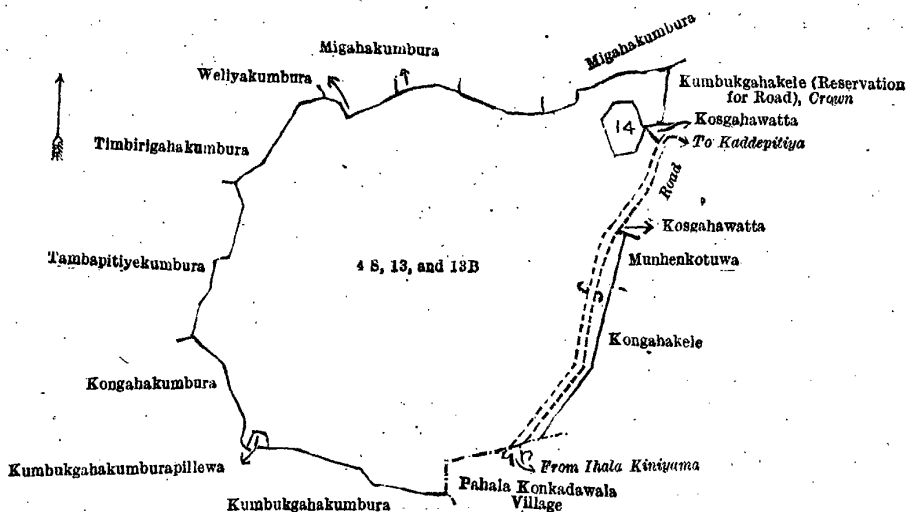 Migahakumbura
Migahakumbura
Weliyakumbura
Kumbukgahakele (Reservation
for Road), Crown
14
Kosgahawatta
To Kaddepitiya
Timbirigahakumbura
Road
Kosgahawatta
Tambapitiyekumbura
4 S, 13, and 13B
Munhenkotuwa
Kongahakele
Kongahakumbura
Kumbukgahakumburapillewa
From Ihala Kiniyama
Pahala Konkadawala
Village
Kumbukgahakumbura